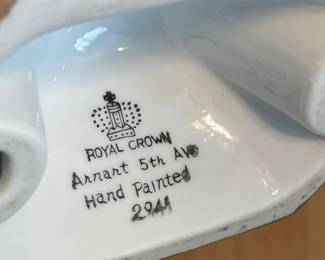 ROYAL CROWN
Arnart 5th Ave
Hand Painted
2941